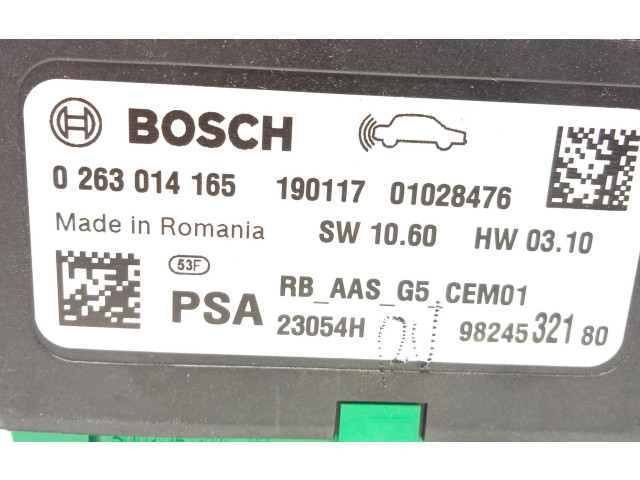 BOSCH
0 263 014 165 190117 01028476
Made in Romania SW 10.60 HW 03.10
53F
PSA RB_AAS_G5_CEM01
23054H 98245 321 80